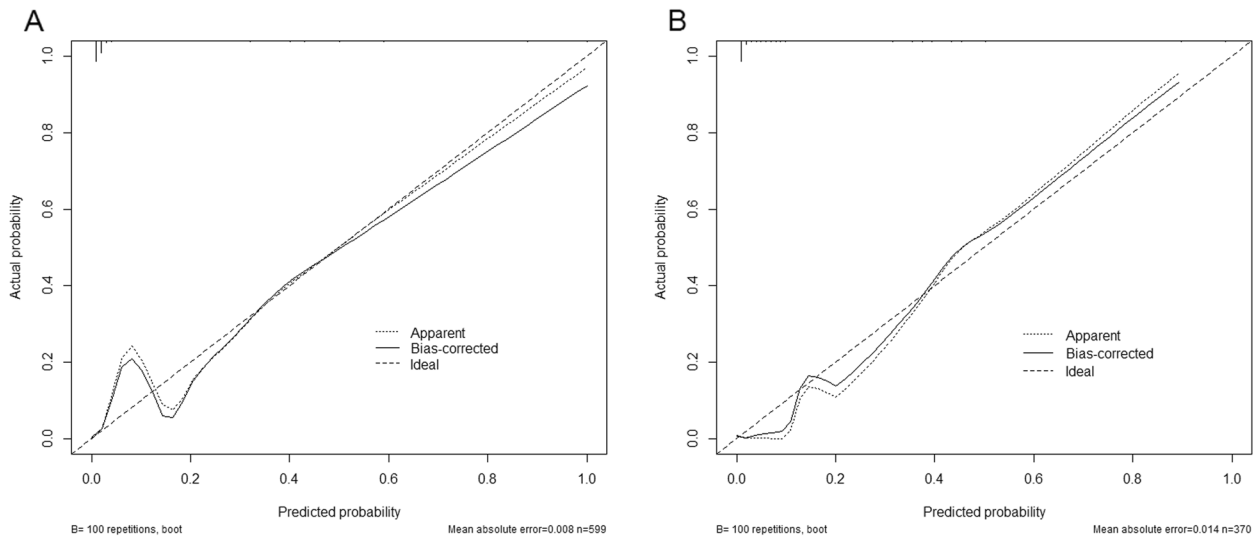 A
Actual probability
1.0
0.8
0.6
0.4
0.2
0.0
Apparent
Bias-corrected
Ideal
0.0 0.2 0.4 0.6 0.8 1.0
Predicted probability
B= 100 repetitions, boot
Mean absolute error=0.008 n=599
B
Actual probability
1.0
0.8
0.6
0.4
0.2
0.0
Apparent
Bias-corrected
Ideal
0.0 0.2 0.4 0.6 0.8 1.0
Predicted probability
B= 100 repetitions, boot
Mean absolute error=0.014 n=370